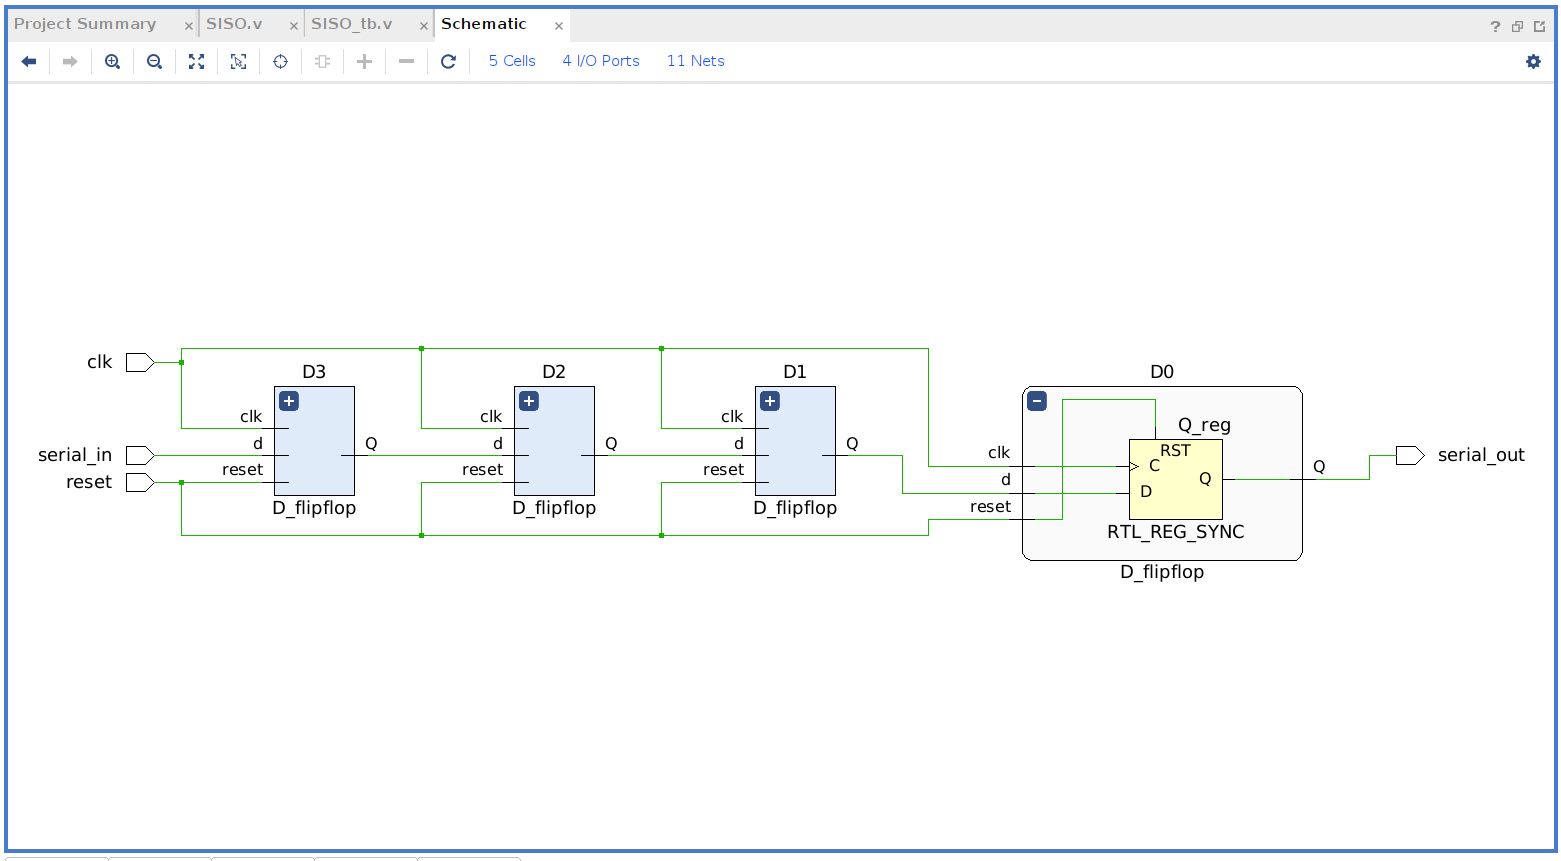 Project Summary × SISO.v × SISO_tb.v × Schematic × ?
5 Cells 4 I/O Ports 11 Nets
clk
serial_in
reset
D3
clk
d
reset
Q
D_flipflop
D2
clk
d
reset
Q
D_flipflop
D1
clk
d
reset
Q
D_flipflop
D0
clk
d
reset
Q_reg
RST
C
D
Q
RTL_REG_SYNC
Q
D_flipflop
serial_out